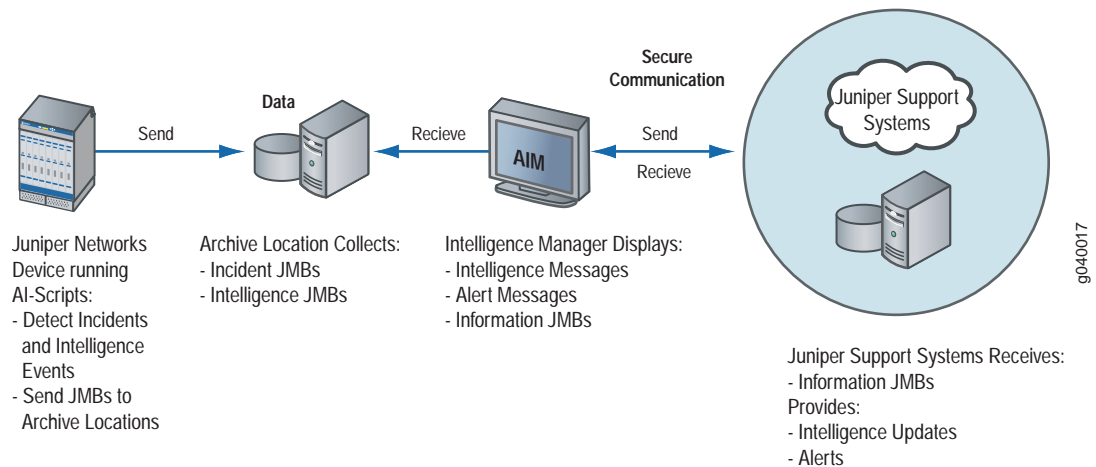 Secure
Communication
Juniper Support
Systems
Data
Send
Recieve
Send
Recieve
AIM
Juniper Networks
Device running
AI-Scripts:
- Detect Incidents
and Intelligence
Events
- Send JMBs to
Archive Locations
Archive Location Collects:
- Incident JMBs
- Intelligence JMBs
Intelligence Manager Displays:
- Intelligence Messages
- Alert Messages
- Information JMBs
Juniper Support Systems Receives:
- Information JMBs
Provides:
- Intelligence Updates
- Alerts
g040017